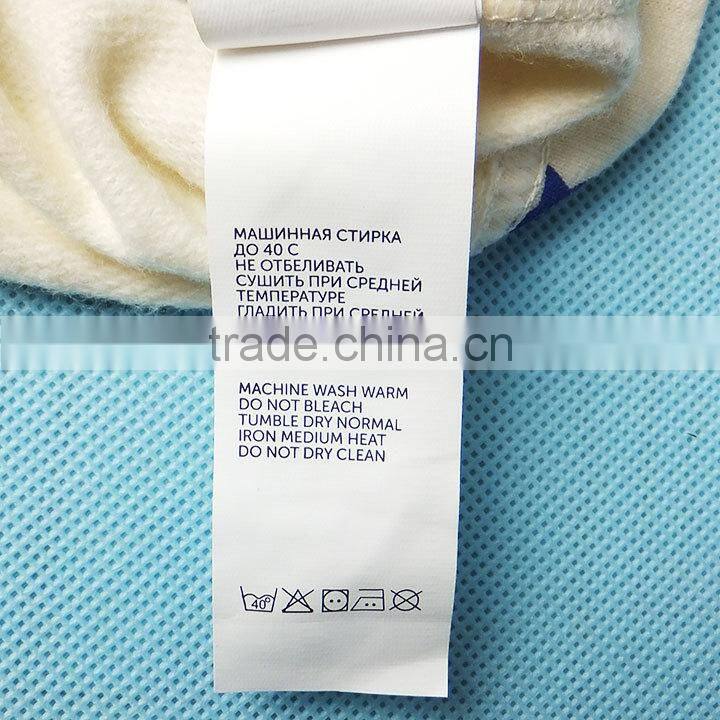 МАШИННАЯ СТИРКА
ДО 40 С
НЕ ОТБЕЛИВАТЬ
СУШИТЬ ПРИ СРЕДНЕЙ
ТЕМПЕРАТУРЕ
ГЛАДИТЬ ПРИ СРЕДНЕЙ
trade.china.cn
MACHINE WASH WARM
DO NOT BLEACH
TUMBLE DRY NORMAL
IRON MEDIUM HEAT
DO NOT DRY CLEAN
40°